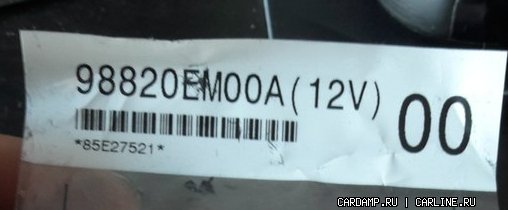 98820EM00A(12V) 00
*85E27521*
CARDAMP.RU | CARLINE.RU